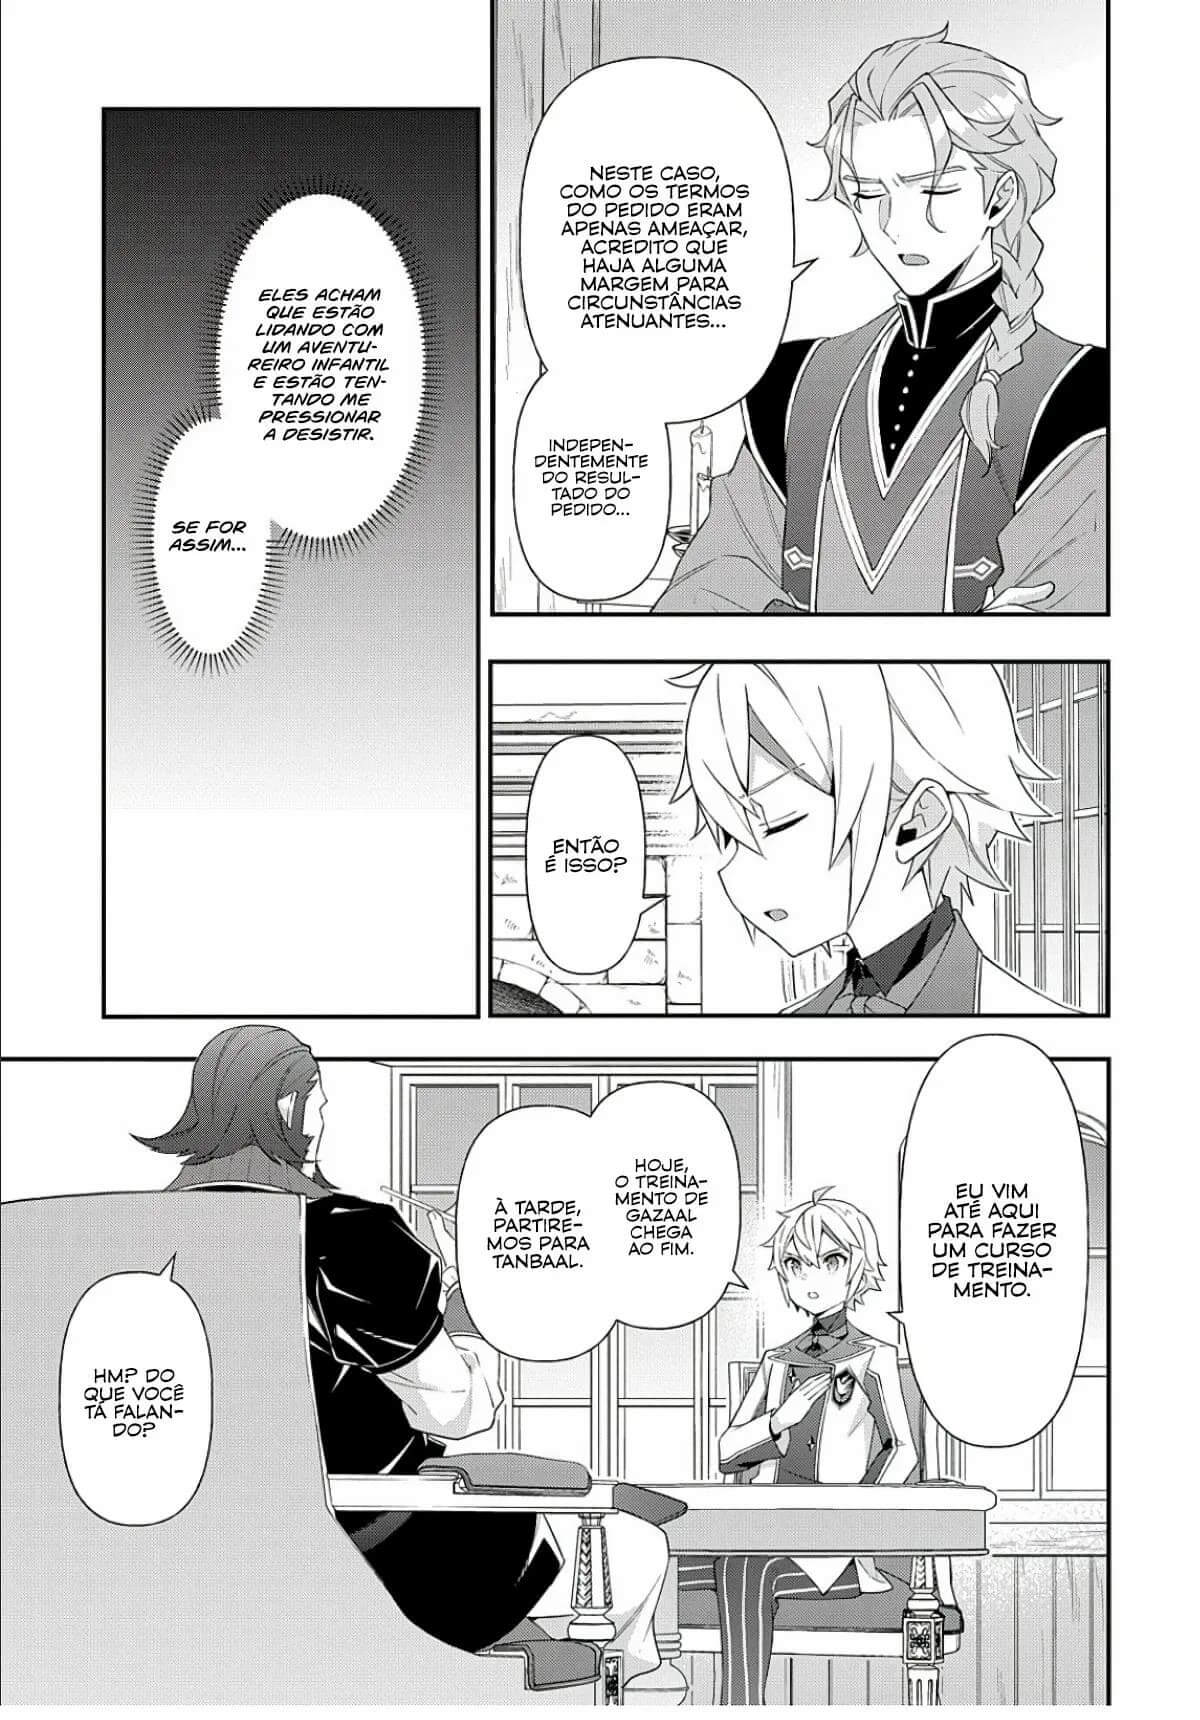 NESTE CASO,
COMO OS TERMOS
DO PEDIDO ERAM
APENAS AMEAÇAR,
ACREDITO QUE
HAJA ALGUMA
MARGEM PARA
CIRCUNSTÂNCIAS
ATENUANTES...
INDEPEN-
DENTEMENTE
DO RESUL-
TADO DO
PEDIDO...
ELES ACHAM
QUE ESTÃO
LIDANDO COM
UM AVENTU-
REIRO INFANTIL
E ESTÃO TEN-
TANDO ME
PRESSIONAR
A DESISTIR.
SE FOR
ASSIM...
ENTÃO
É ISSO?
EU VIM
ATÉ AQUI
PARA FAZER
UM CURSO
DE TREINA-
MENTO.
HOJE,
O TREINA-
MENTO DE
GAZAAL
CHEGA
AO FIM.
À TARDE,
PARTIRE-
MOS PARA
TANBAAL.
HM? DO
QUE VOCÊ
TÁ FALAN-
DO?